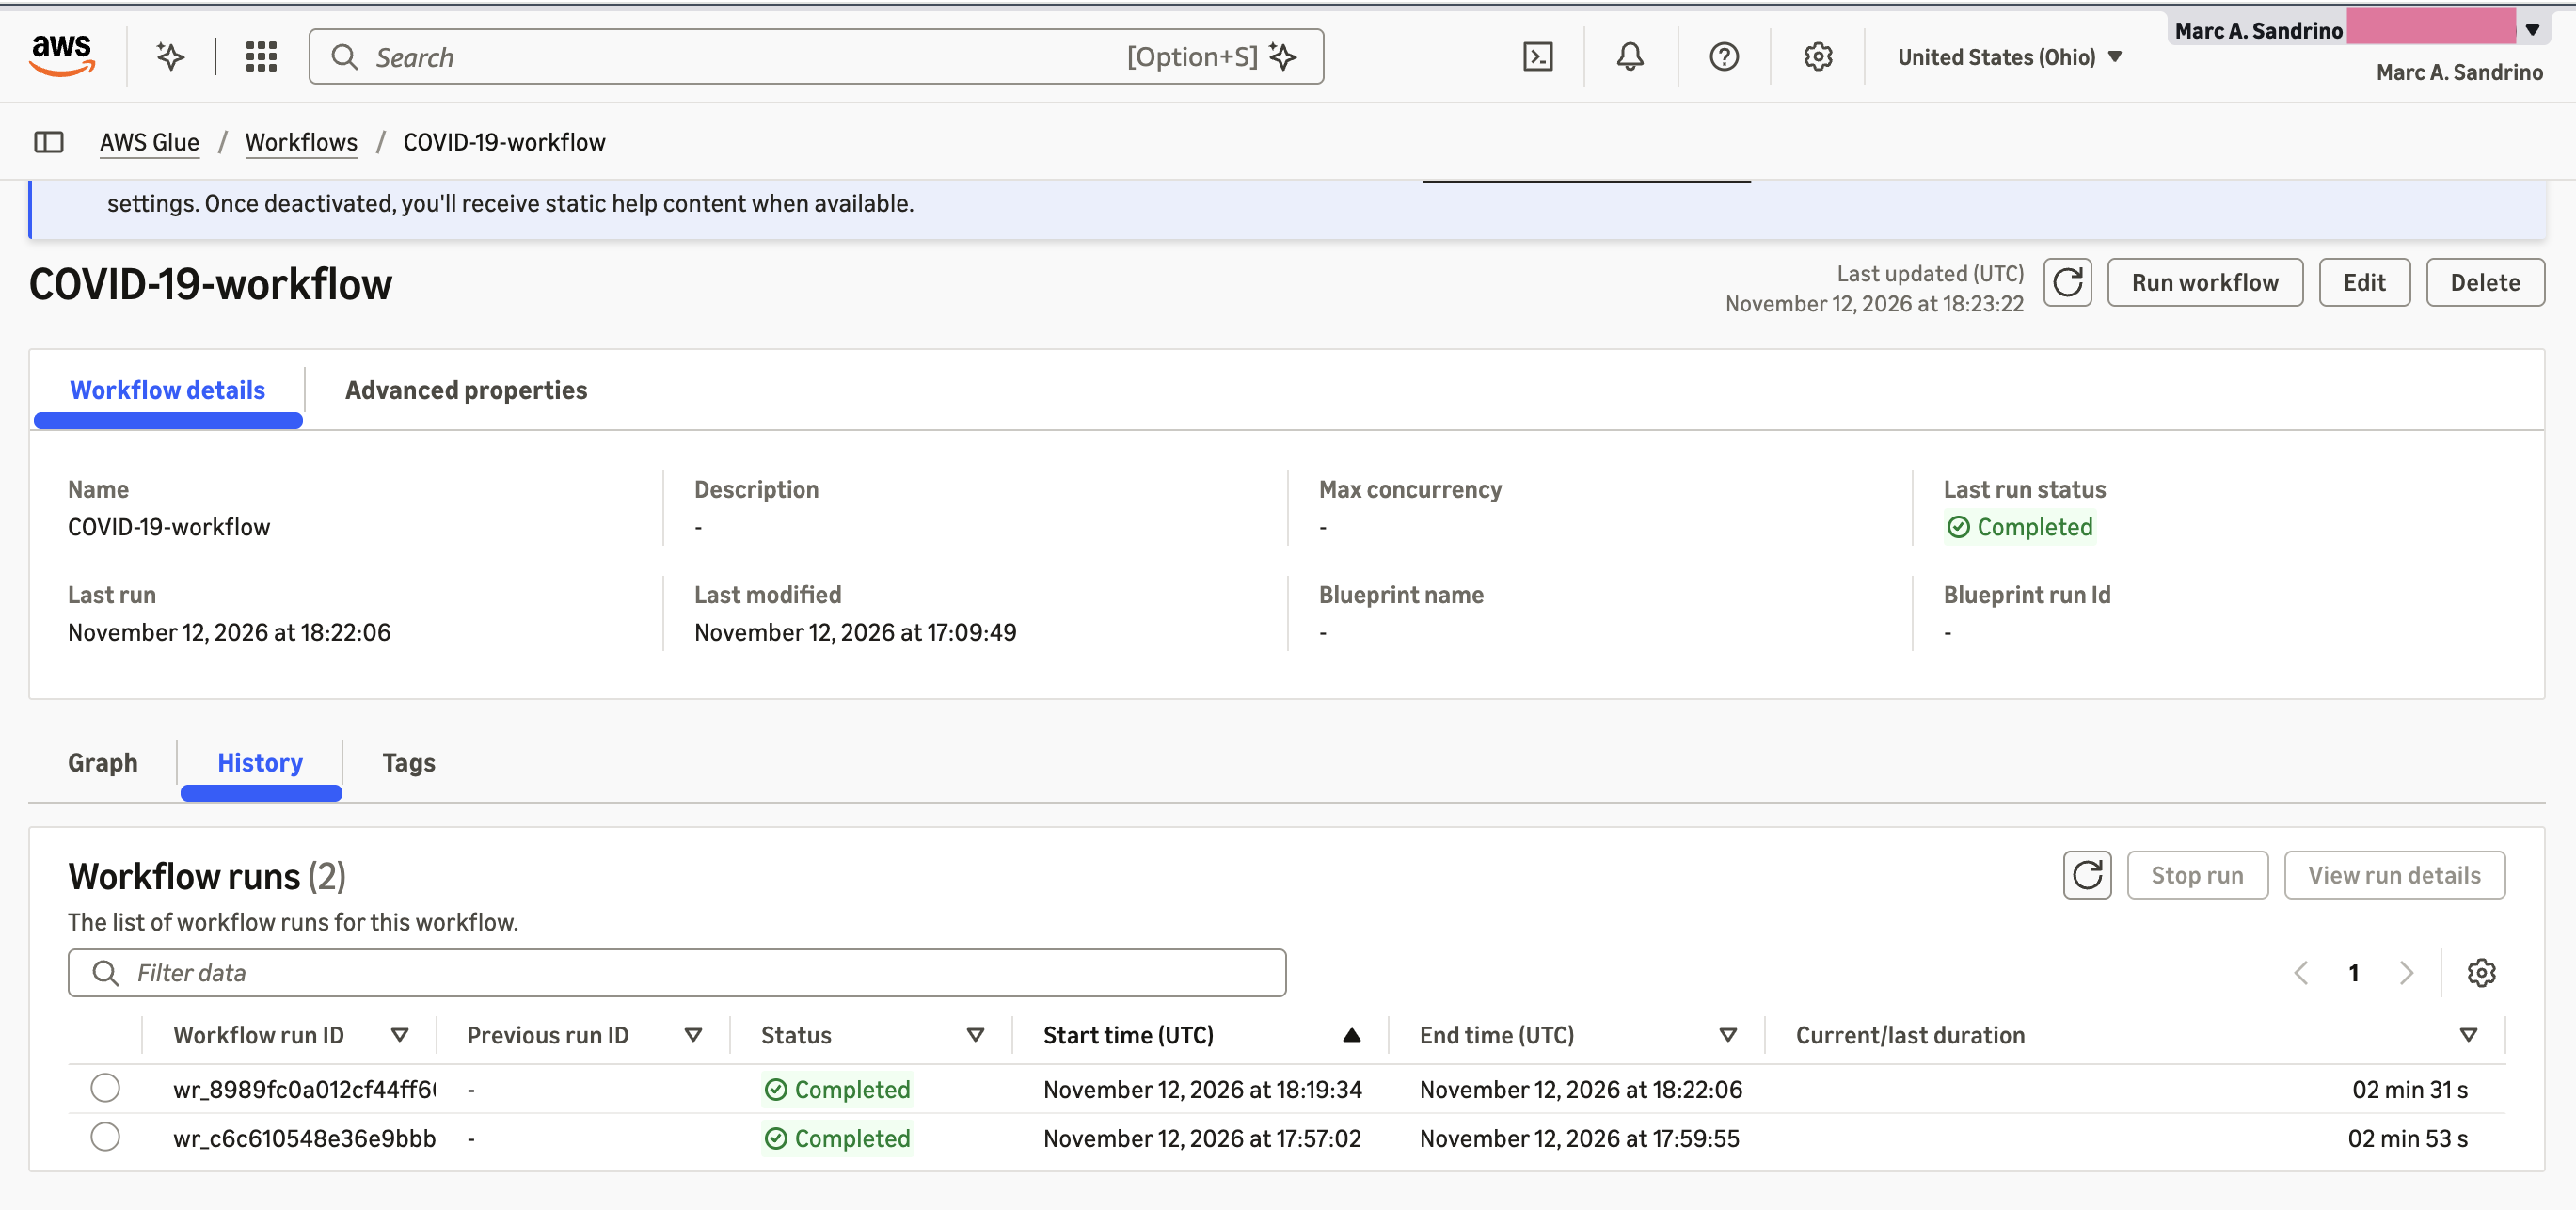 aws
Search
[Option+S]
United States (Ohio)
Marc A. Sandrino
Marc A. Sandrino
AWS Glue / Workflows / COVID-19-workflow
settings. Once deactivated, you'll receive static help content when available.
COVID-19-workflow
Last updated (UTC)
November 12, 2026 at 18:23:22
Run workflow
Edit
Delete
Workflow details
Advanced properties
Name
COVID-19-workflow
Description
-
Max concurrency
-
Last run status
Completed
Last run
November 12, 2026 at 18:22:06
Last modified
November 12, 2026 at 17:09:49
Blueprint name
-
Blueprint run Id
-
Graph
History
Tags
Workflow runs (2)
The list of workflow runs for this workflow.
Stop run
View run details
Filter data
1
Workflow run ID Previous run ID Status Start time (UTC) End time (UTC) Current/last duration
wr_8989fc0a012cf44ff6 - Completed November 12, 2026 at 18:19:34 November 12, 2026 at 18:22:06 02 min 31 s
wr_c6c610548e36e9bbb - Completed November 12, 2026 at 17:57:02 November 12, 2026 at 17:59:55 02 min 53 s